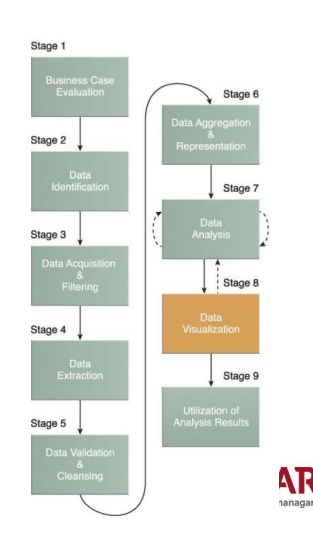 Stage 1
Business Case
Evaluation
Stage 2
Data
Identification
Stage 3
Data Acquisition
&
Filtering
Stage 4
Data
Extraction
Stage 5
Data Validation
&
Cleansing
Stage 6
Data Aggregation
&
Representation
Stage 7
Data
Analysis
Stage 8
Data
Visualization
Stage 9
Utilization of
Analysis Results
AR